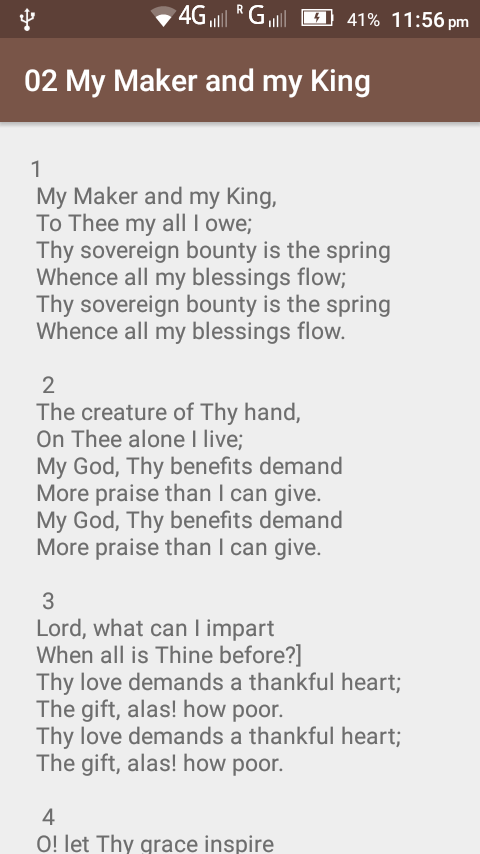 4G R G 41% 11:56 pm
02 My Maker and my King
1
My Maker and my King,
To Thee my all I owe;
Thy sovereign bounty is the spring
Whence all my blessings flow;
Thy sovereign bounty is the spring
Whence all my blessings flow.
2
The creature of Thy hand,
On Thee alone I live;
My God, Thy benefits demand
More praise than I can give.
My God, Thy benefits demand
More praise than I can give.
3
Lord, what can I impart
When all is Thine before?]
Thy love demands a thankful heart;
The gift, alas! how poor.
Thy love demands a thankful heart;
The gift, alas! how poor.
4
O! let Thy grace inspire